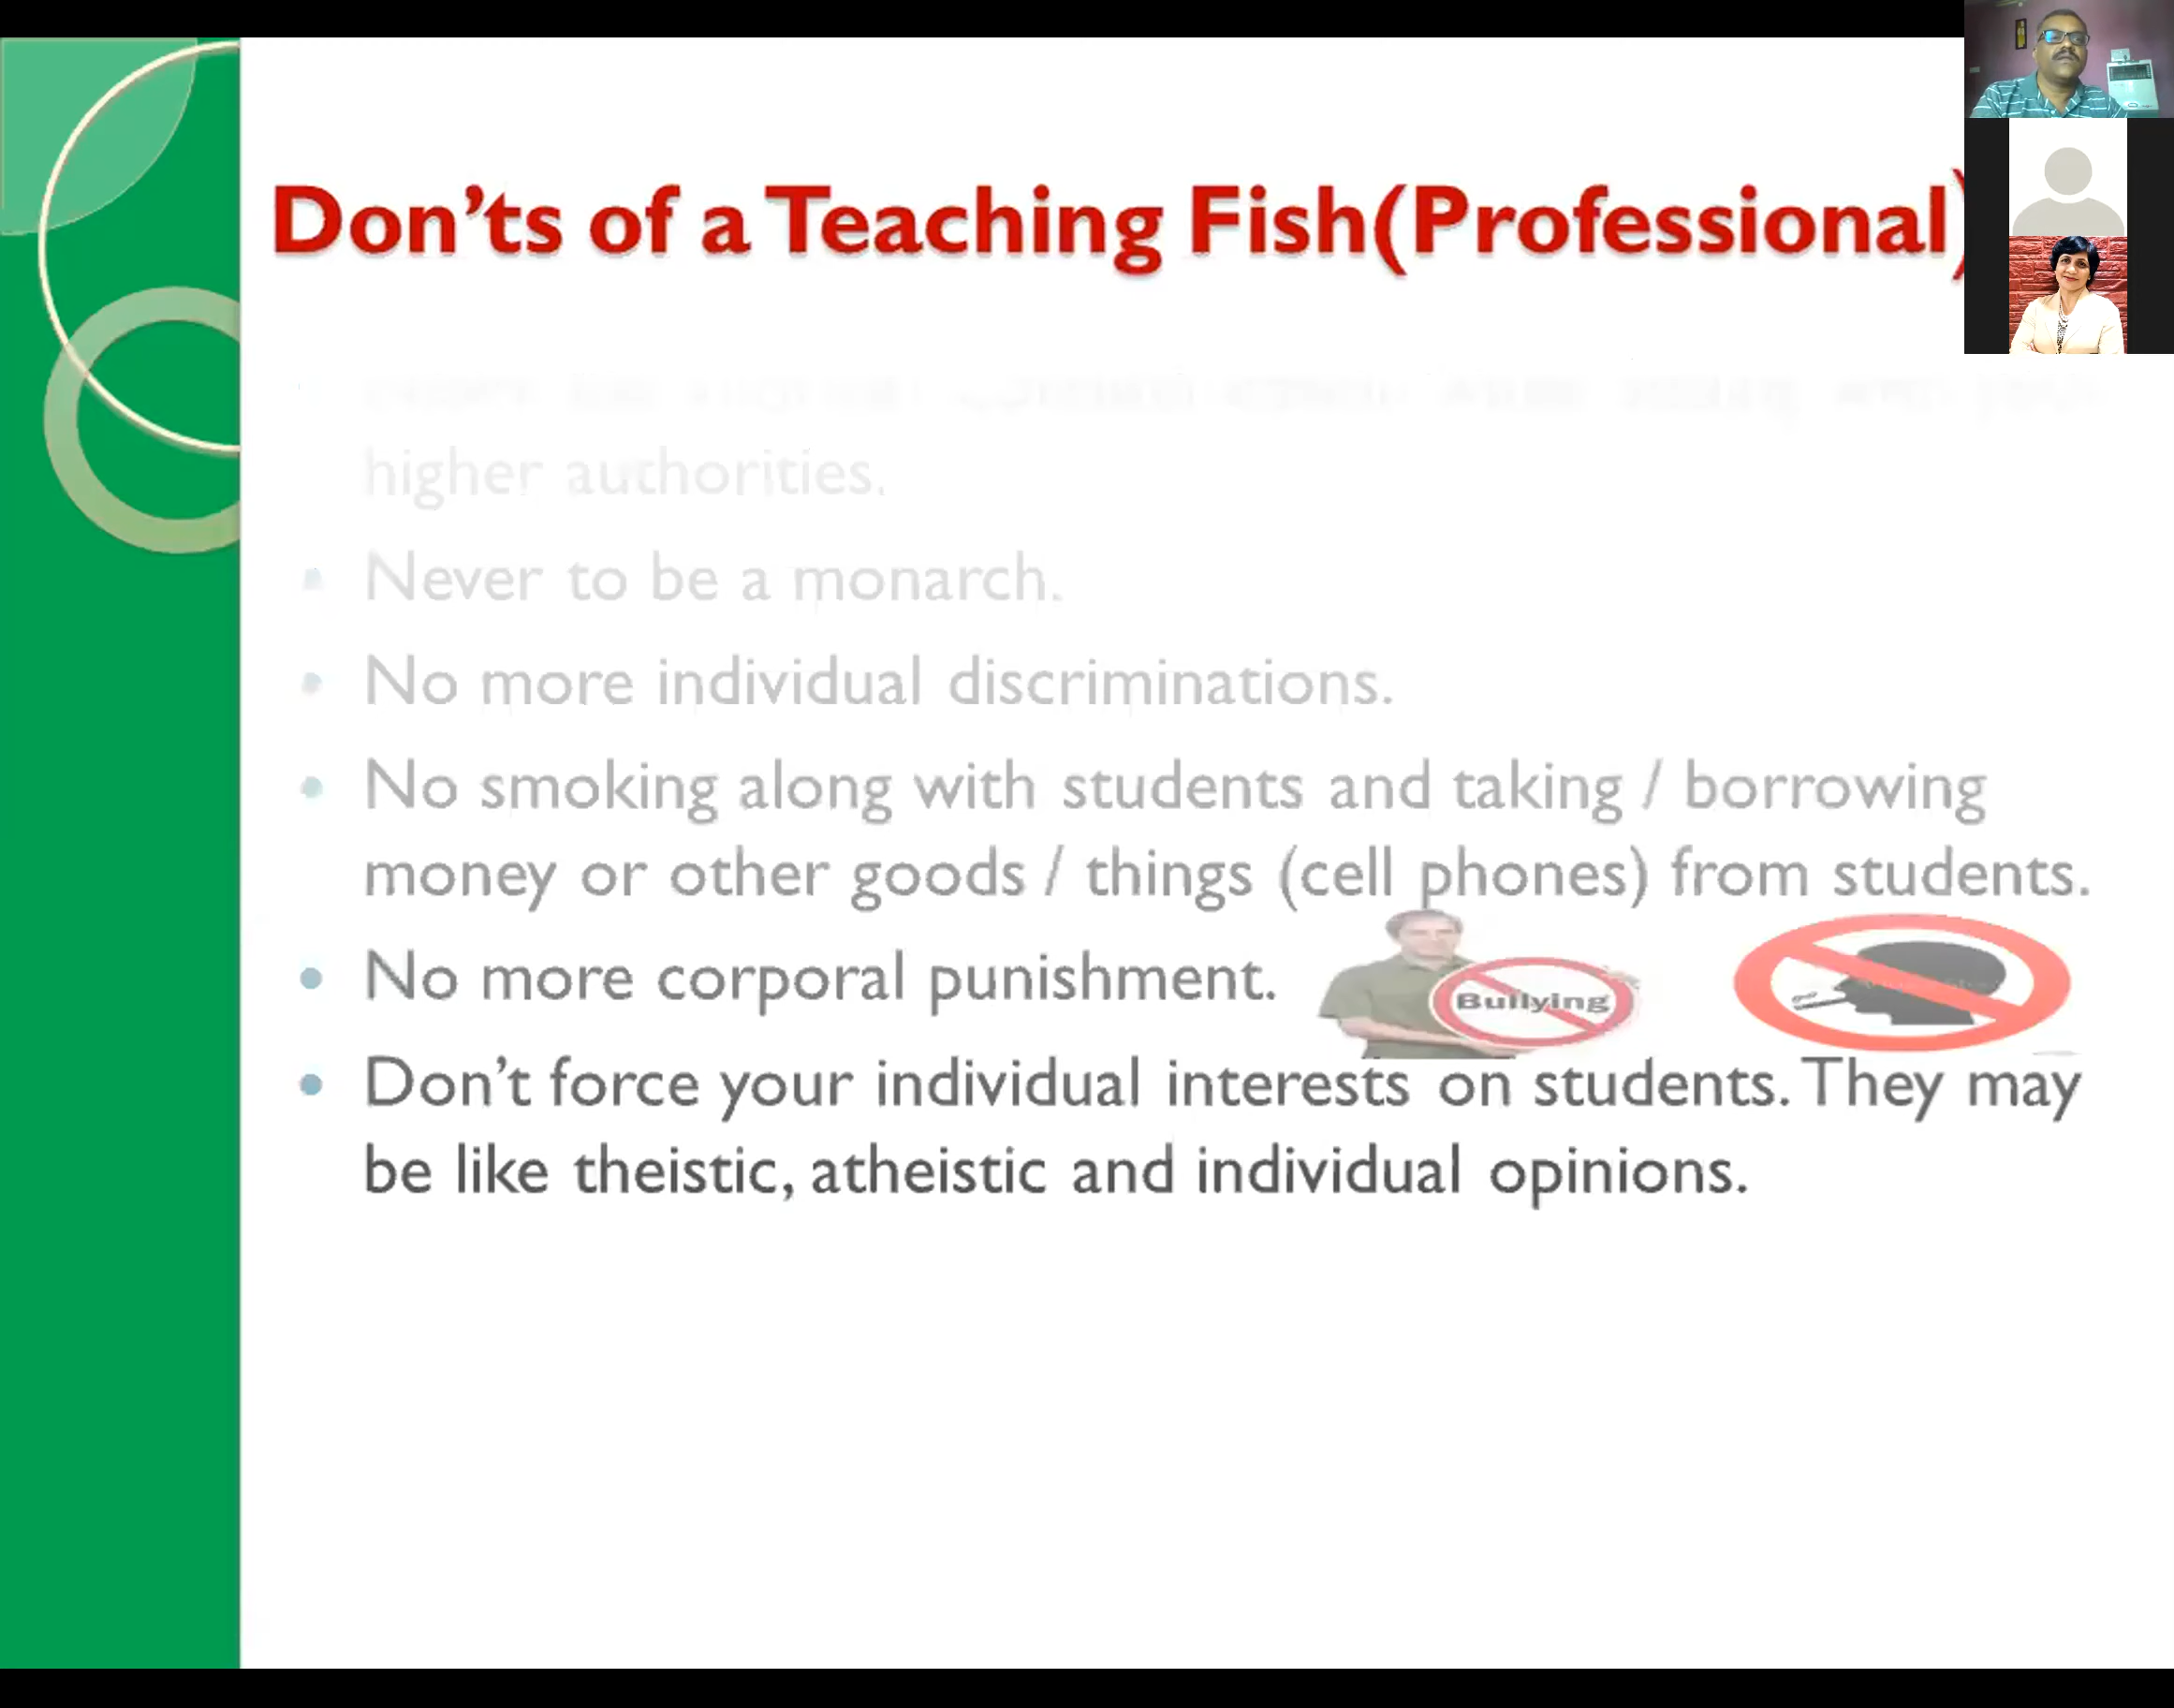 Don'ts of a Teaching Fish(Professional)
higher authorities.
• Never to be a monarch.
• No more individual discriminations.
• No smoking along with students and taking / borrowing
money or other goods / things (cell phones) from students.
• No more corporal punishment.
Bullying
• Don't force your individual interests on students. They may
be like theistic, atheistic and individual opinions.